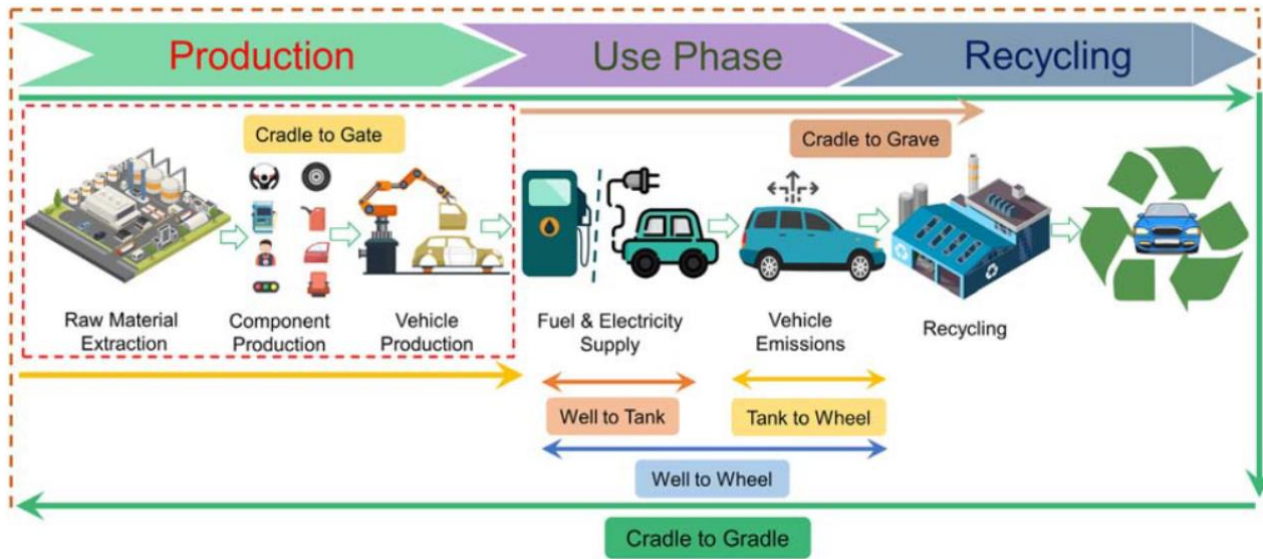 Production
Use Phase
Recycling
Cradle to Gate
Cradle to Grave
Raw Material
Extraction
Component
Production
Vehicle
Production
Fuel & Electricity
Supply
Vehicle
Emissions
Recycling
Well to Tank
Tank to Wheel
Well to Wheel
Cradle to Gradle